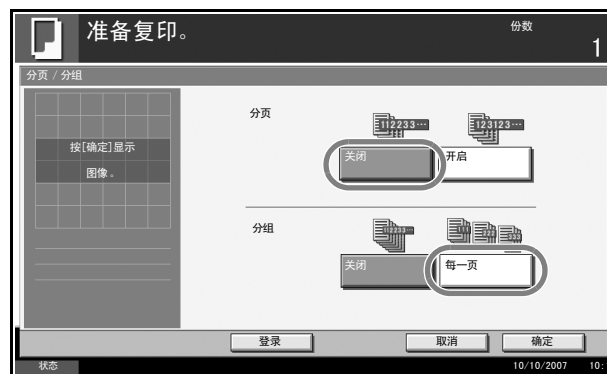 准备复印。
份数
1
分页 / 分组
按[确定]显示
图像。
分页
112233···
123123···
关闭
开启
分组
关闭
每一页
登录
取消
确定
状态
10/10/2007 10: